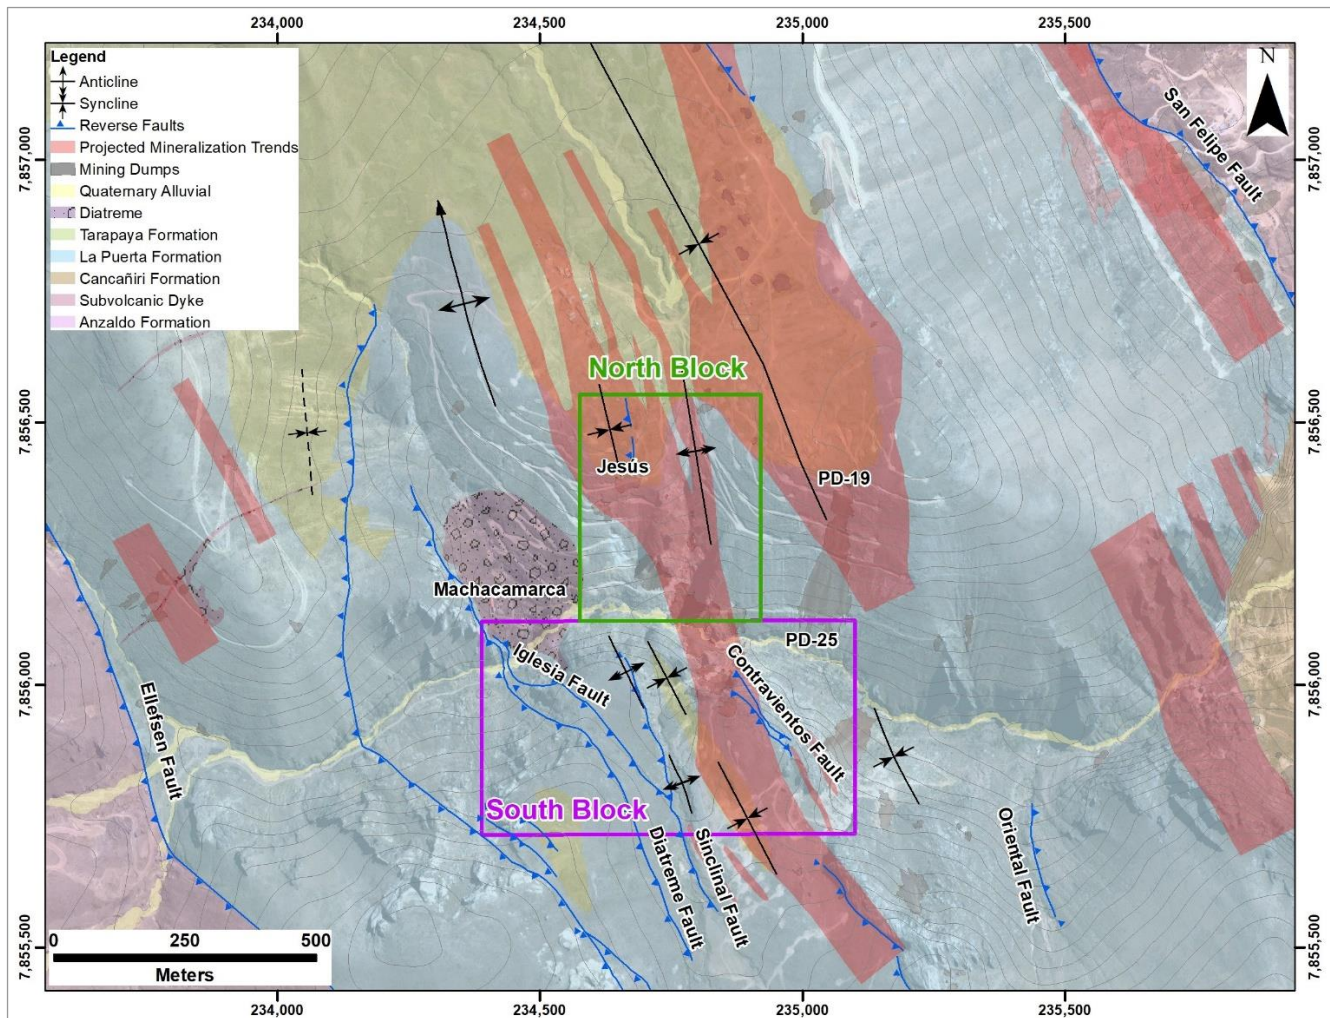 234,000
234,500
235,000
235,500
Legend
Anticline
Syncline
Reverse Faults
Projected Mineralization Trends
Mining Dumps
Quaternary Alluvial
Diatreme
Tarapaya Formation
La Puerta Formation
Cancañiri Formation
Subvolcanic Dyke
Anzaldo Formation
N
San Felipe Fault
7,857,000
7,857,000
North Block
7,856,500
7,856,500
Jesús
PD-19
Machacamarca
PD-25
Iglesia Fault
Contravientos Fault
7,856,000
7,856,000
Ellefsen Fault
South Block
Diatreme Fault
Sinclinal Fault
Oriental Fault
7,855,500
7,855,500
0 250 500
Meters
234,000
234,500
235,000
235,500